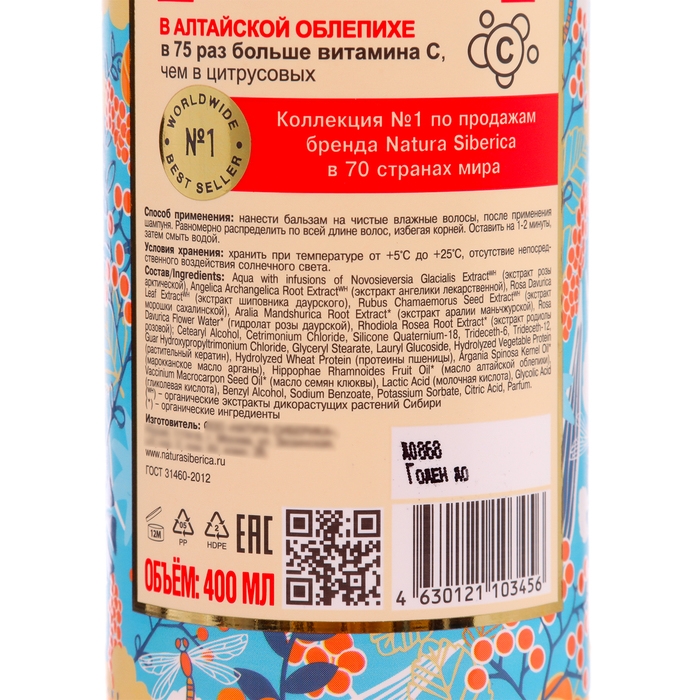 В АЛТАЙСКОЙ ОБЛЕПИХЕ
в 75 раз больше витамина С,
чем в цитрусовых
C
WORLDWIDE
№1
BEST SELLER
Коллекция №1 по продажам
бренда Natura Siberica
в 70 странах мира
Способ применения: нанести бальзам на чистые влажные волосы, после применения
шампуня. Равномерно распределить по всей длине волос, избегая корней. Оставить на 1-2 минуты,
затем смыть водой.
Условия хранения: хранить при температуре от +5°C до +25°C, отсутствие непосред-
ственного воздействия солнечного света.
Состав/Ingredients: Aqua with infusions of Novosieversia Glacialis Extractᵂᴴ (экстракт розы
арктической), Angelica Archangelica Root Extractᵂᴴ (экстракт ангелики лекарственной), Rosa Davurica
Leaf Extractᵂᴴ (экстракт шиповника даурского), Rubus Chamaemorus Seed Extractᵂᴴ (экстракт
морошки сахалинской), Aralia Mandshurica Root Extract* (экстракт аралии маньчжурской), Rosa
Davurica Flower Water* (гидролат розы даурской), Rhodiola Rosea Root Extract* (экстракт родиолы
розовой); Cetearyl Alcohol, Cetrimonium Chloride, Silicone Quaternium-18, Trideceth-6, Trideceth-12,
Guar Hydroxypropyltrimonium Chloride, Glyceryl Stearate, Lauryl Glucoside, Hydrolyzed Vegetable Protein
(растительный кератин), Hydrolyzed Wheat Protein (протеины пшеницы), Argania Spinosa Kernel Oil*
(марокканское масло арганы), Hippophae Rhamnoides Fruit Oil* (масло алтайской облепихи),
Vaccinium Macrocarpon Seed Oil* (масло семян клюквы), Lactic Acid (молочная кислота), Glycolic Acid
(гликолевая кислота), Benzyl Alcohol, Sodium Benzoate, Potassium Sorbate, Citric Acid, Parfum.
(ᵂᴴ) – органические экстракты дикорастущих растений Сибири
(*) – органические ингредиенты
Изготовитель:
www.naturasiberica.ru
ГОСТ 31460-2012
Д0868
Годен до
12M
05
PP
2
HDPE
EAC
ОБЪЁМ: 400 МЛ
4 630121 103456